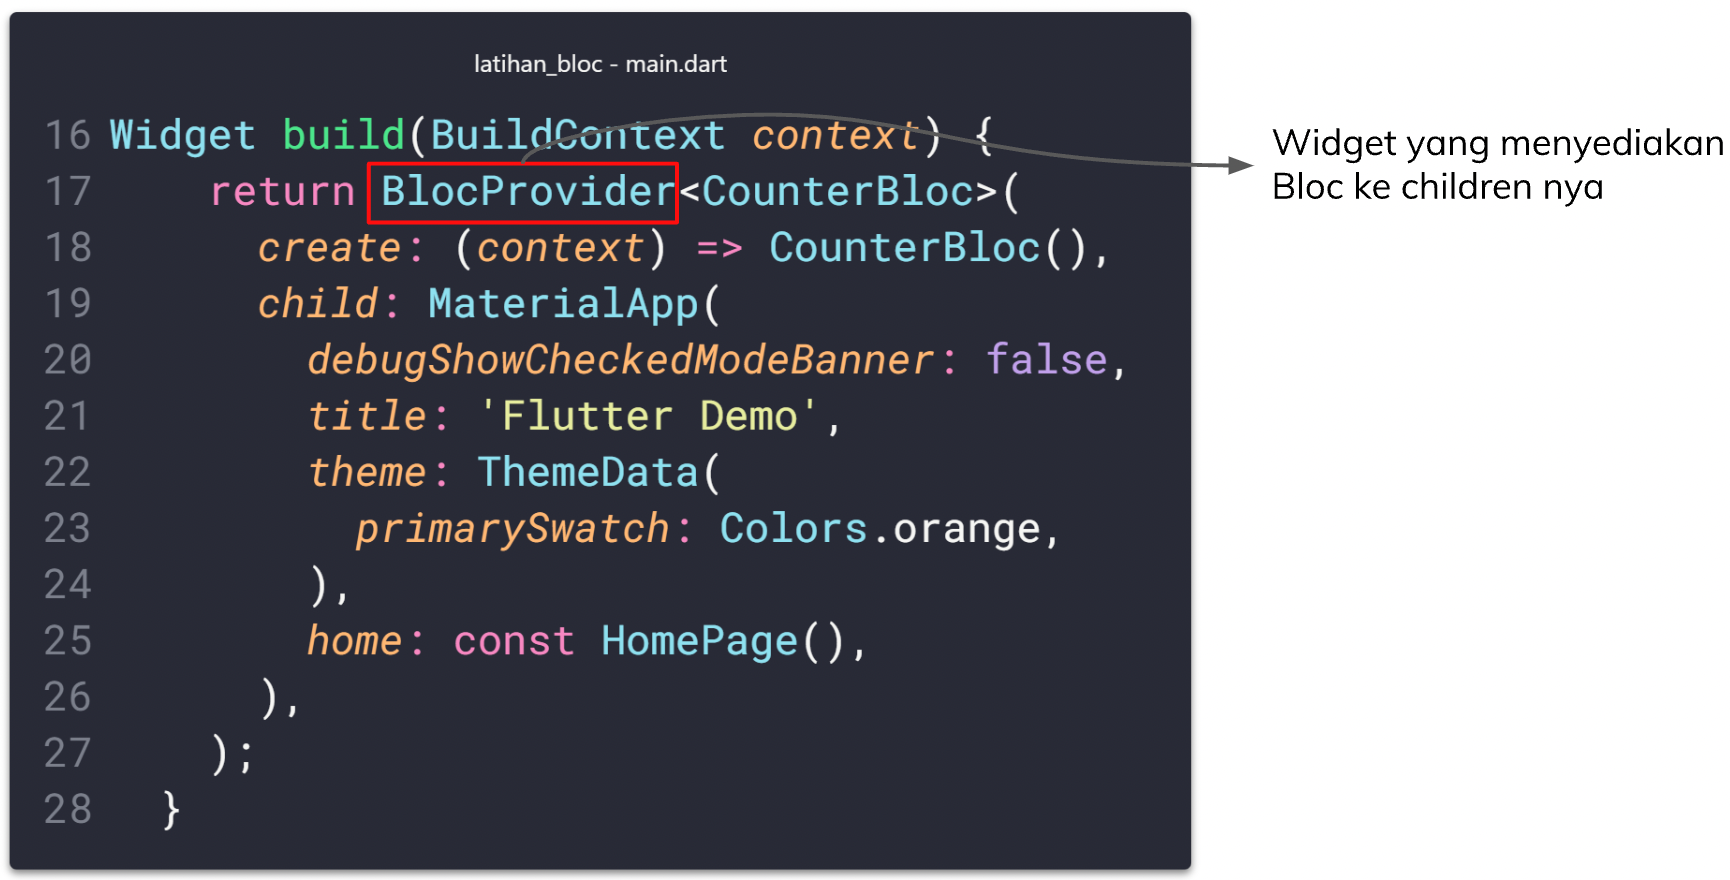 latihan_bloc - main.dart
16 Widget build(BuildContext context) {
17 return BlocProvider<CounterBloc>(
18 create: (context) => CounterBloc(),
19 child: MaterialApp(
20 debugShowCheckedModeBanner: false,
21 title: 'Flutter Demo',
22 theme: ThemeData(
23 primarySwatch: Colors.orange,
24 ),
25 home: const HomePage(),
26 ),
27 );
28 }
Widget yang menyediakan
Bloc ke children nya